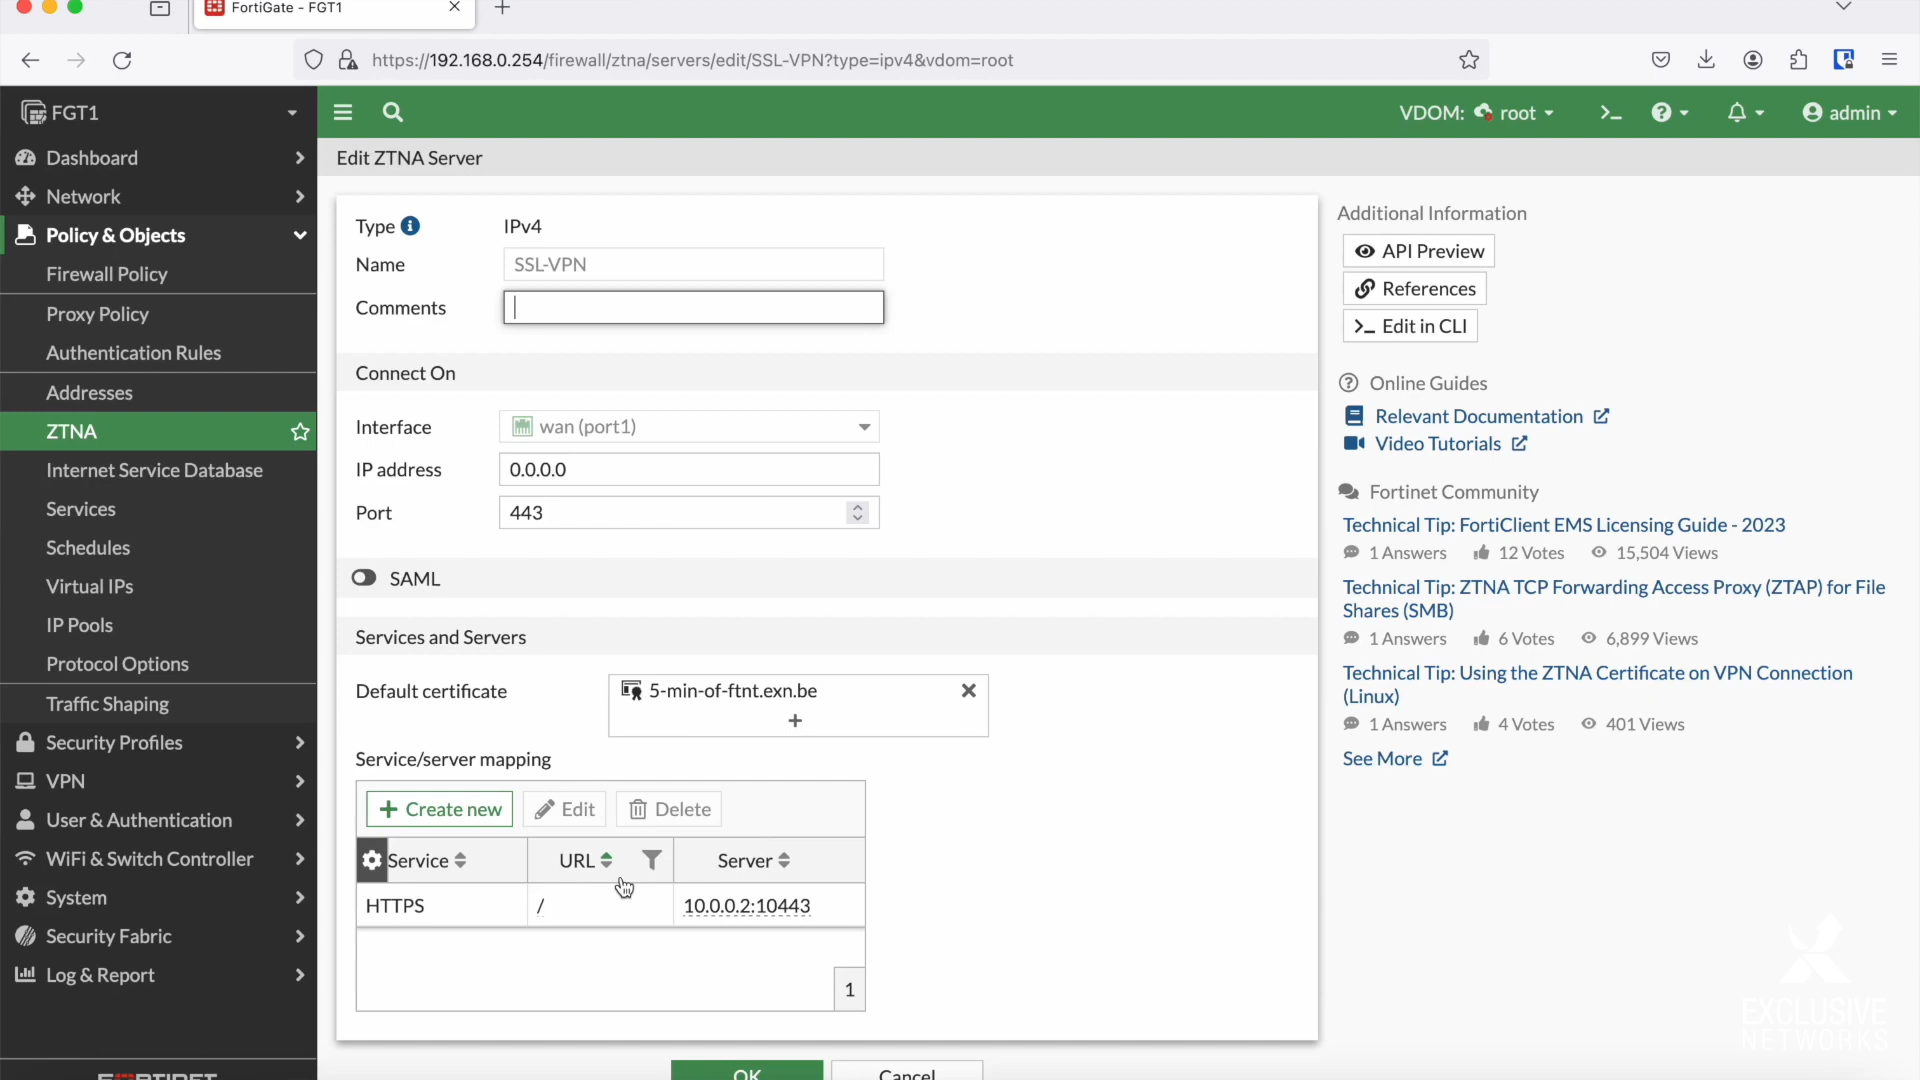 FortiGate - FGT1
https://192.168.0.254/firewall/ztna/servers/edit/SSL-VPN?type=ipv4&vdom=root
FGT1
VDOM: root
admin
Dashboard
Network
Policy & Objects
Firewall Policy
Proxy Policy
Authentication Rules
Addresses
ZTNA
Internet Service Database
Services
Schedules
Virtual IPs
IP Pools
Protocol Options
Traffic Shaping
Security Profiles
VPN
User & Authentication
WiFi & Switch Controller
System
Security Fabric
Log & Report
FORTINET
Edit ZTNA Server
Type IPv4
Name SSL-VPN
Comments
Connect On
Interface wan (port1)
IP address 0.0.0.0
Port 443
SAML
Services and Servers
Default certificate 5-min-of-ftnt.exn.be
Service/server mapping
Create new Edit Delete
Service URL Server
HTTPS / 10.0.0.2:10443
1
OK Cancel
Additional Information
API Preview
References
Edit in CLI
Online Guides
Relevant Documentation
Video Tutorials
Fortinet Community
Technical Tip: FortiClient EMS Licensing Guide - 2023
1 Answers 12 Votes 15,504 Views
Technical Tip: ZTNA TCP Forwarding Access Proxy (ZTAP) for File
Shares (SMB)
1 Answers 6 Votes 6,899 Views
Technical Tip: Using the ZTNA Certificate on VPN Connection
(Linux)
1 Answers 4 Votes 401 Views
See More
EXCLUSIVE
NETWORKS